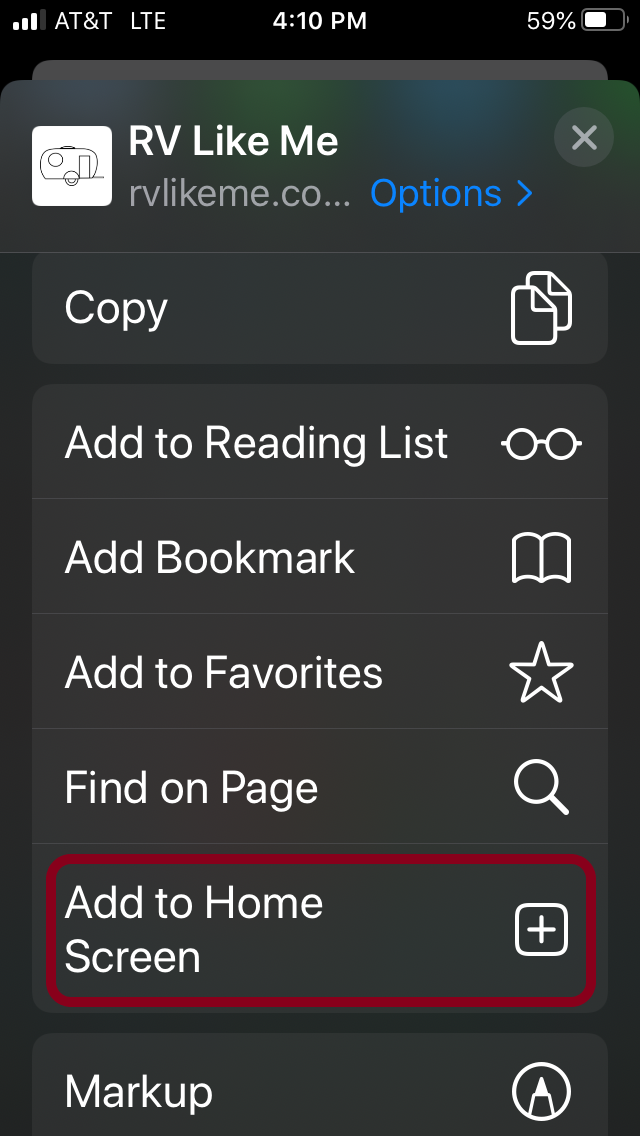 AT&T LTE 4:10 PM 59%
RV Like Me
rvlikeme.co... Options >
Copy
Add to Reading List
Add Bookmark
Add to Favorites
Find on Page
Add to Home
Screen
Markup